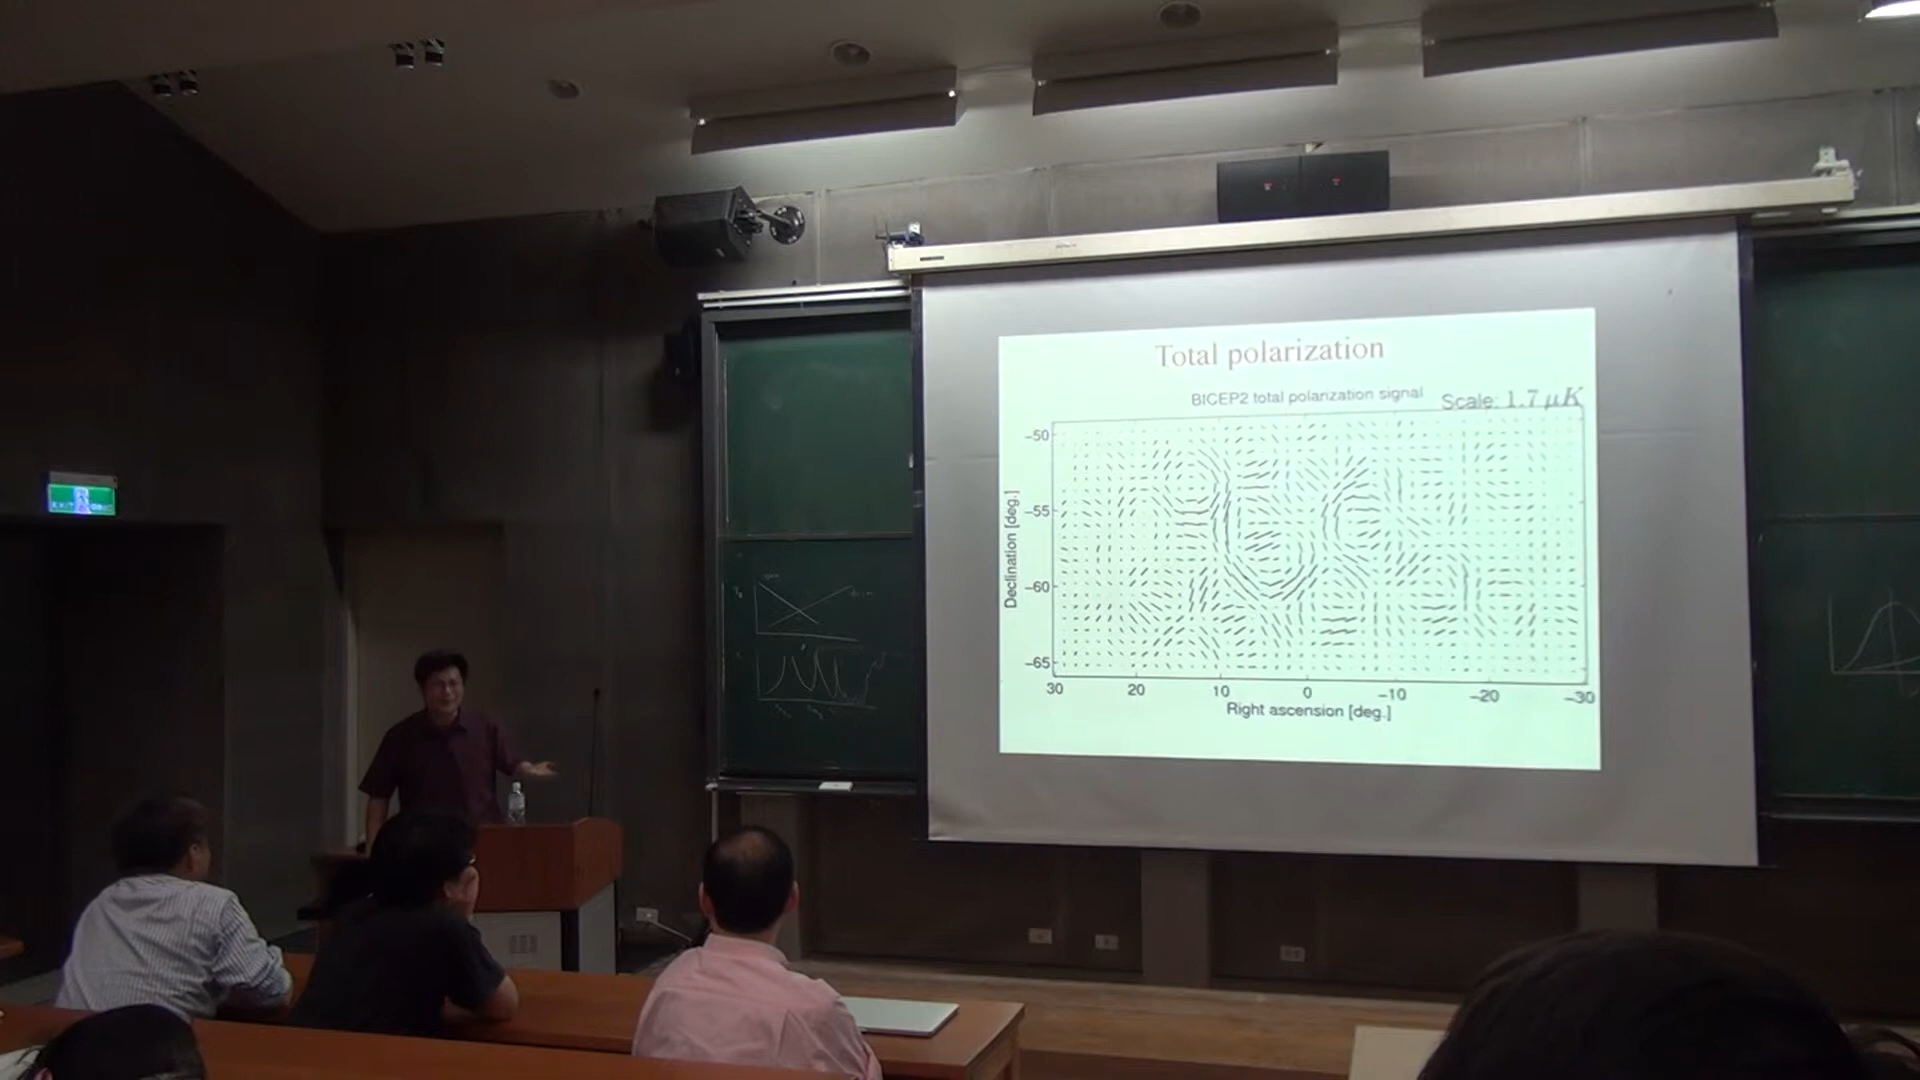 Total polarization
BICEP2 total polarization signal
Scale: 1.7 μK
-50
-55
-60
-65
Declination [deg.]
30 20 10 0 -10 -20 -30
Right ascension [deg.]